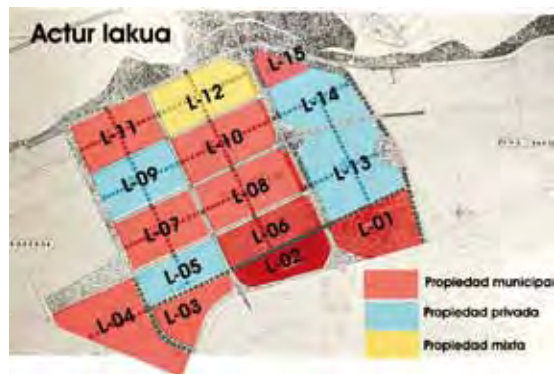 Actur lakua
L-15
L-12
L-14
L-11
L-10
L-09
L-13
L-08
L-07
L-06
L-01
L-05
L-02
L-04
L-03
Propiedad municipal
Propiedad privada
Propiedad mixta